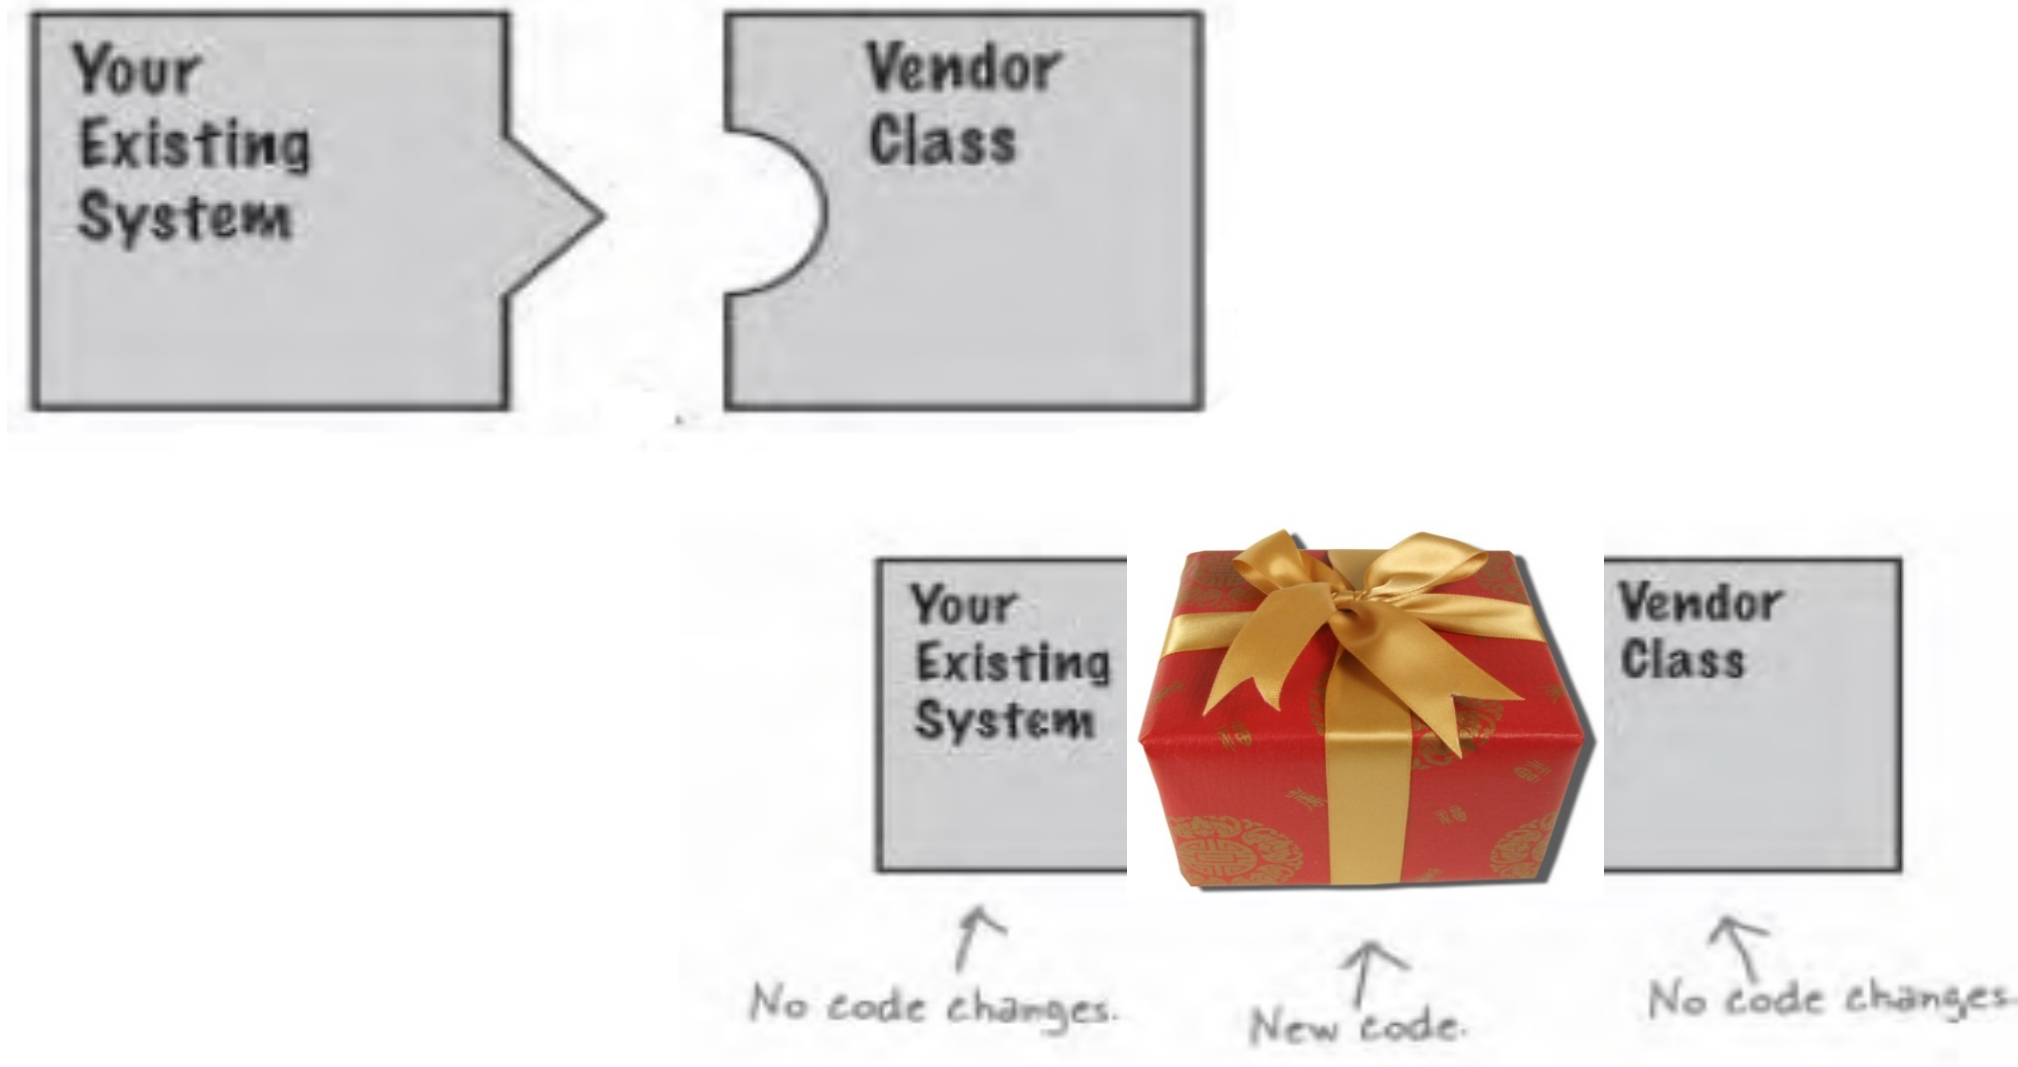 Your
Existing
System
Vendor
Class
Your
Existing
System
Vendor
Class
No code changes.
New code.
No code changes.